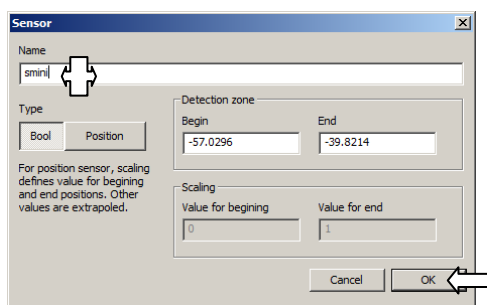 Sensor
Name
smini
Type
Bool Position
For position sensor, scaling
defines value for begining
and end positions. Other
values are extrapoled.
Detection zone
Begin End
-57.0296 -39.8214
Scaling
Value for begining Value for end
0 1
Cancel OK